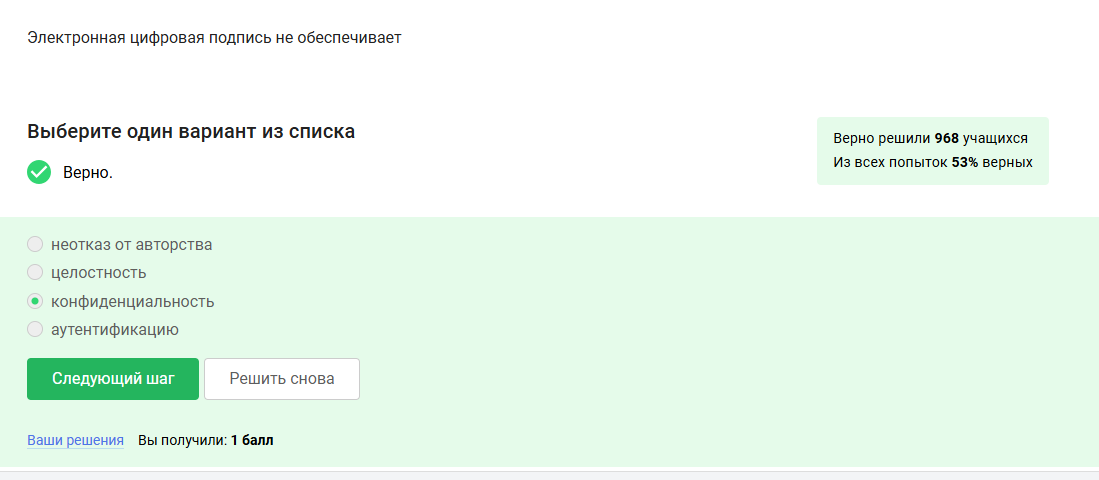 Электронная цифровая подпись не обеспечивает
Выберите один вариант из списка
Верно.
Верно решили 968 учащихся
Из всех попыток 53% верных
неотказ от авторства
целостность
конфиденциальность
аутентификацию
Следующий шаг
Решить снова
Ваши решения Вы получили: 1 балл